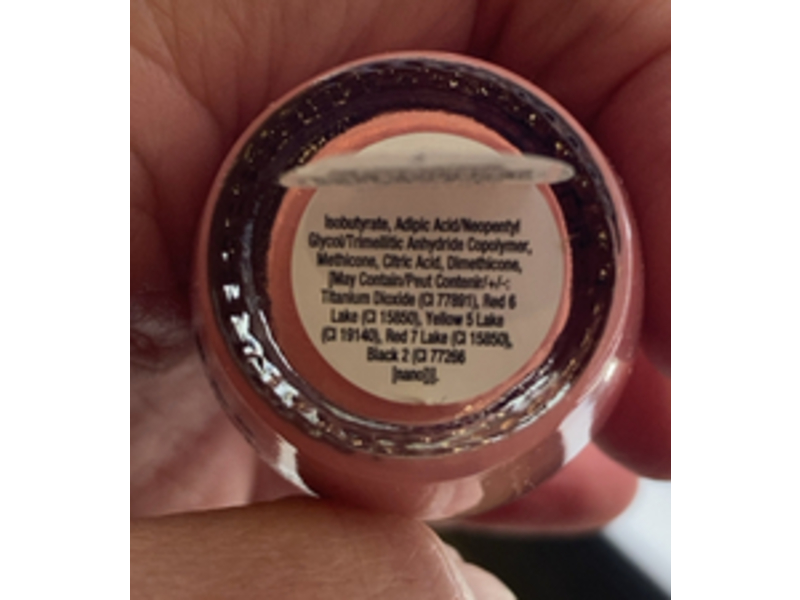 Isobutyrate, Adipic Acid/Neopentyl
Glycol/Trimellitic Anhydride Copolymer,
Methicone, Citric Acid, Dimethicone,
[May Contain/Peut Contenir/+/-:
Titanium Dioxide (CI 77891), Red 6
Lake (CI 15850), Yellow 5 Lake
(CI 19140), Red 7 Lake (CI 15850),
Black 2 (CI 77266
[nano])].